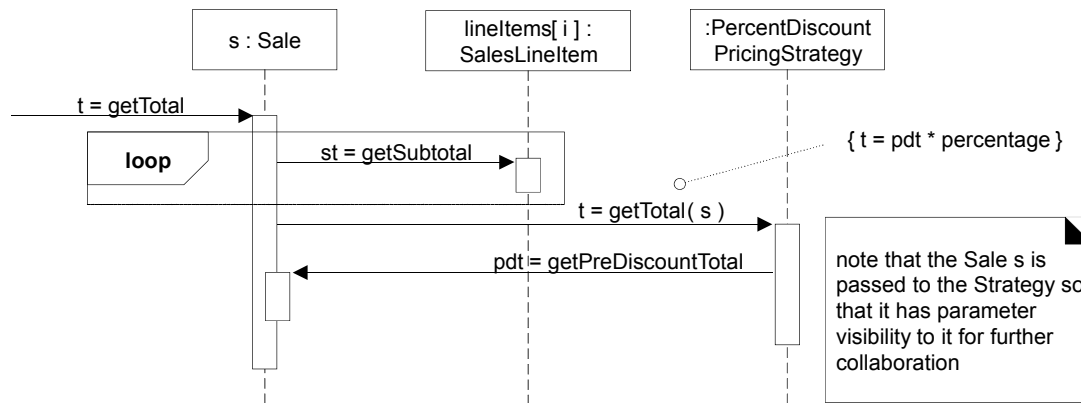 s : Sale
lineItems[ i ] :
SalesLineItem
:PercentDiscount
PricingStrategy
t = getTotal
loop
st = getSubtotal
{ t = pdt * percentage }
t = getTotal( s )
pdt = getPreDiscountTotal
note that the Sale s is
passed to the Strategy so
that it has parameter
visibility to it for further
collaboration